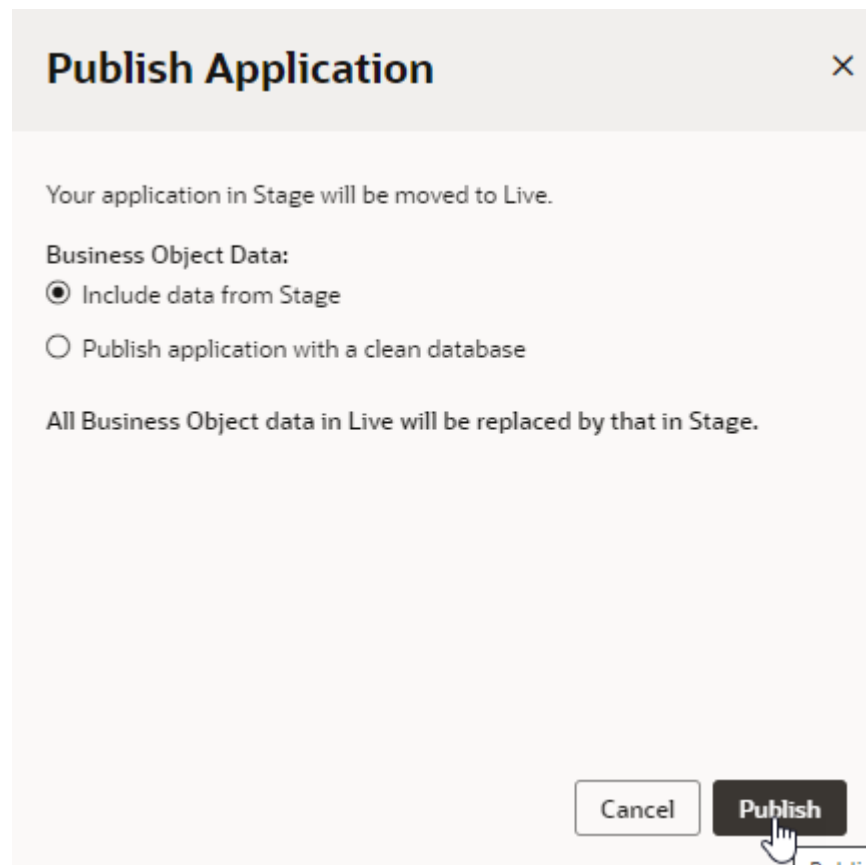 Publish Application
Your application in Stage will be moved to Live.
Business Object Data:
Include data from Stage
Publish application with a clean database
All Business Object data in Live will be replaced by that in Stage.
Cancel
Publish